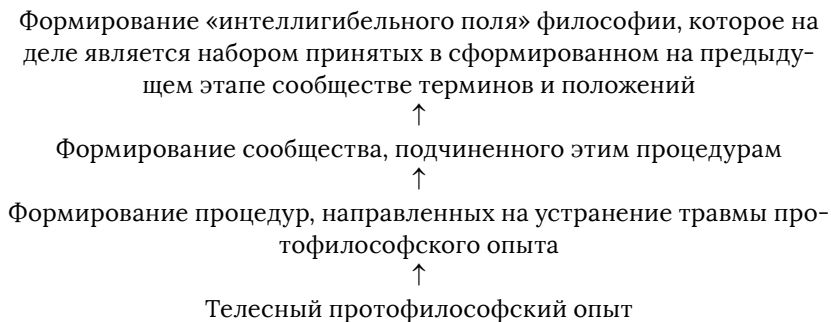 Формирование «интеллигибельного поля» философии, которое на
деле является набором принятых в сформированном на предыду-
щем этапе сообществе терминов и положений
↑
Формирование сообщества, подчиненного этим процедурам
↑
Формирование процедур, направленных на устранение травмы про-
тофилософского опыта
↑
Телесный протофилософский опыт